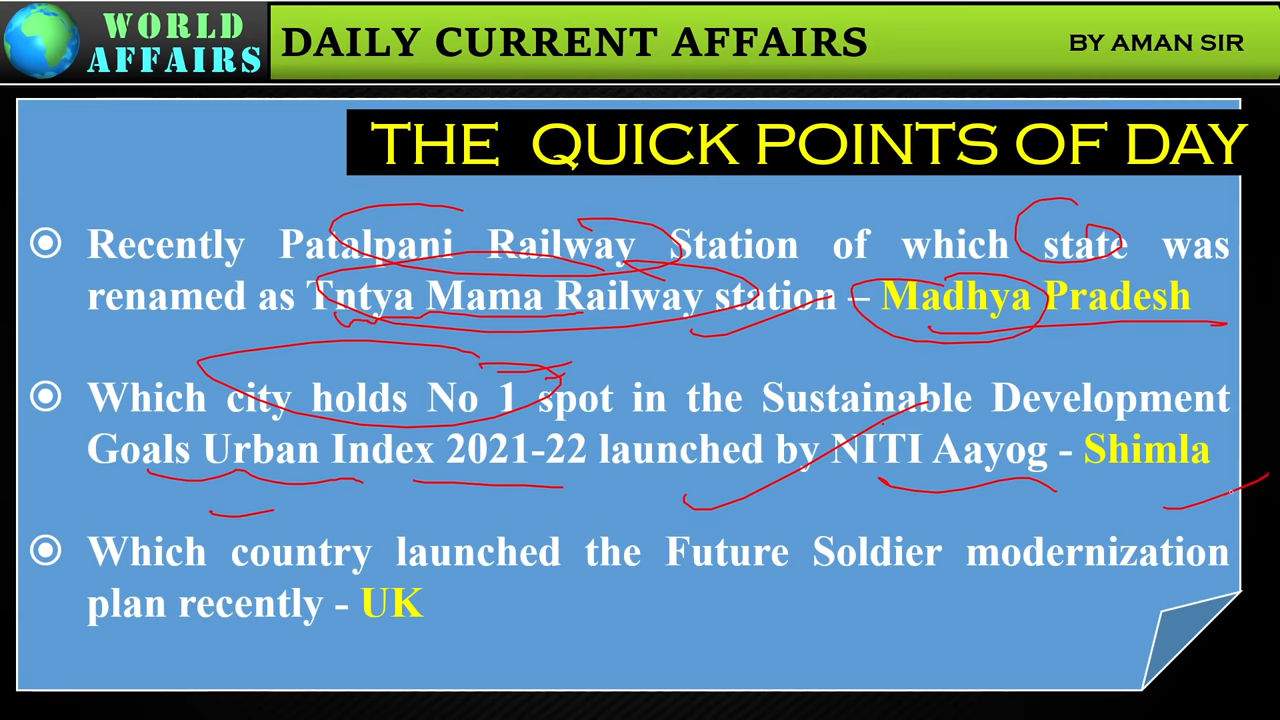 WORLD
AFFAIRS
DAILY CURRENT AFFAIRS
BY AMAN SIR
THE QUICK POINTS OF DAY
Recently Patalpani Railway Station of which state was
renamed as Tntya Mama Railway station – Madhya Pradesh
Which city holds No 1 spot in the Sustainable Development
Goals Urban Index 2021-22 launched by NITI Aayog - Shimla
Which country launched the Future Soldier modernization
plan recently - UK